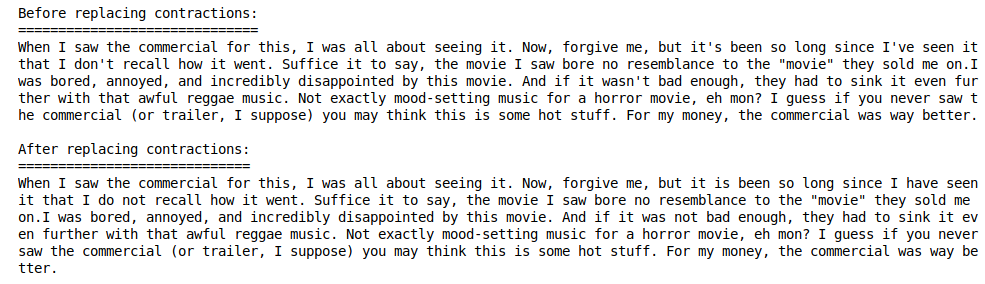 Before replacing contractions:
==============================
When I saw the commercial for this, I was all about seeing it. Now, forgive me, but it's been so long since I've seen it
that I don't recall how it went. Suffice it to say, the movie I saw bore no resemblance to the "movie" they sold me on.I
was bored, annoyed, and incredibly disappointed by this movie. And if it wasn't bad enough, they had to sink it even fur
ther with that awful reggae music. Not exactly mood-setting music for a horror movie, eh mon? I guess if you never saw t
he commercial (or trailer, I suppose) you may think this is some hot stuff. For my money, the commercial was way better.

After replacing contractions:
=============================
When I saw the commercial for this, I was all about seeing it. Now, forgive me, but it is been so long since I have seen
it that I do not recall how it went. Suffice it to say, the movie I saw bore no resemblance to the "movie" they sold me
on.I was bored, annoyed, and incredibly disappointed by this movie. And if it was not bad enough, they had to sink it ev
en further with that awful reggae music. Not exactly mood-setting music for a horror movie, eh mon? I guess if you never
saw the commercial (or trailer, I suppose) you may think this is some hot stuff. For my money, the commercial was way be
tter.